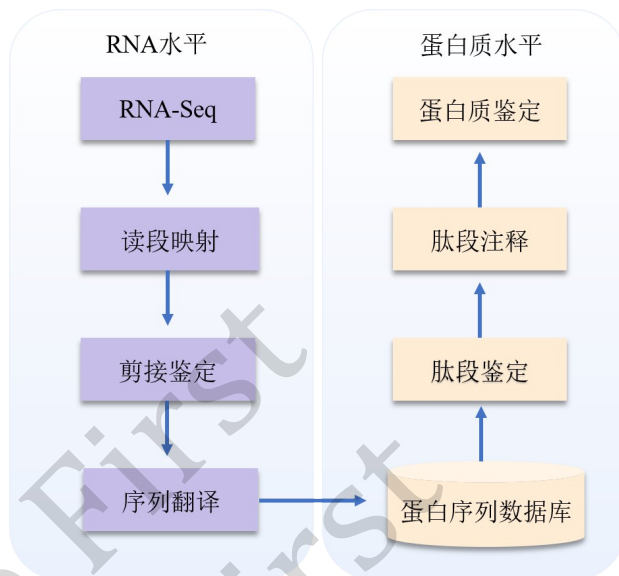 RNA水平
RNA-Seq
读段映射
剪接鉴定
序列翻译
蛋白质水平
蛋白质鉴定
肽段注释
肽段鉴定
蛋白序列数据库
First
First